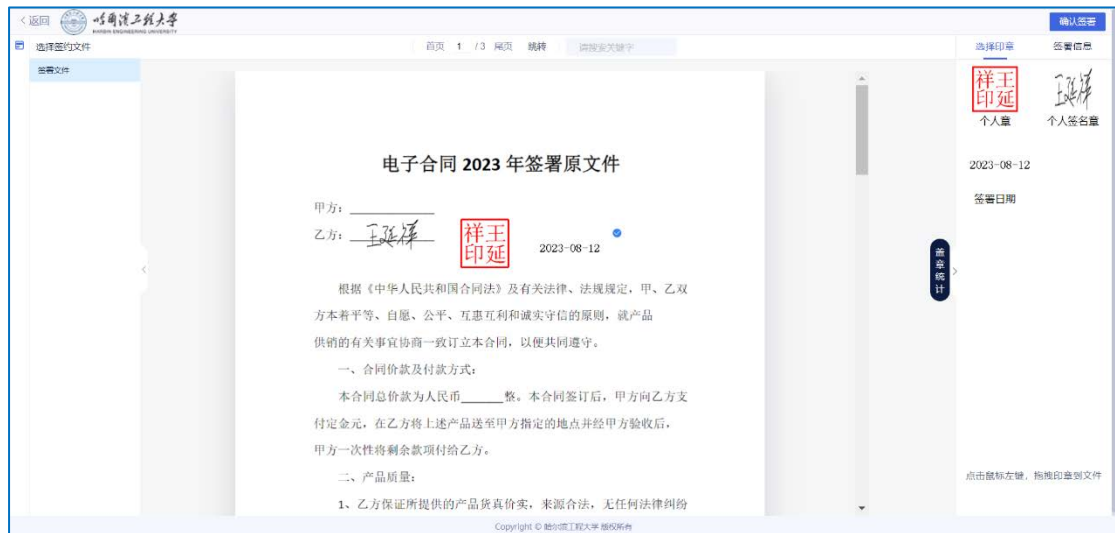 返回
哈尔滨工程大学
HARBIN ENGINEERING UNIVERSITY
确认签署
选择签约文件
首页 1 /3 尾页 跳转 请搜索关键字
选择印章 签署信息
签署文件
祥王
印延
王延祥
个人章 个人签名章
2023-08-12
签署日期
电子合同 2023 年签署原文件
甲方：
乙方： 王延祥
祥王
印延
2023-08-12
盖章统计
根据《中华人民共和国合同法》及有关法律、法规规定，甲、乙双
方本着平等、自愿、公平、互惠互利和诚实守信的原则，就产品
供销的有关事宜协商一致订立本合同，以便共同遵守。
一、合同价款及付款方式：
本合同总价款为人民币______整。本合同签订后，甲方向乙方支
付定金元，在乙方将上述产品送至甲方指定的地点并经甲方验收后，
甲方一次性将剩余款项付给乙方。
二、产品质量：
1、乙方保证所提供的产品货真价实，来源合法，无任何法律纠纷
点击鼠标左键，拖拽印章到文件
Copyright © 哈尔滨工程大学 版权所有